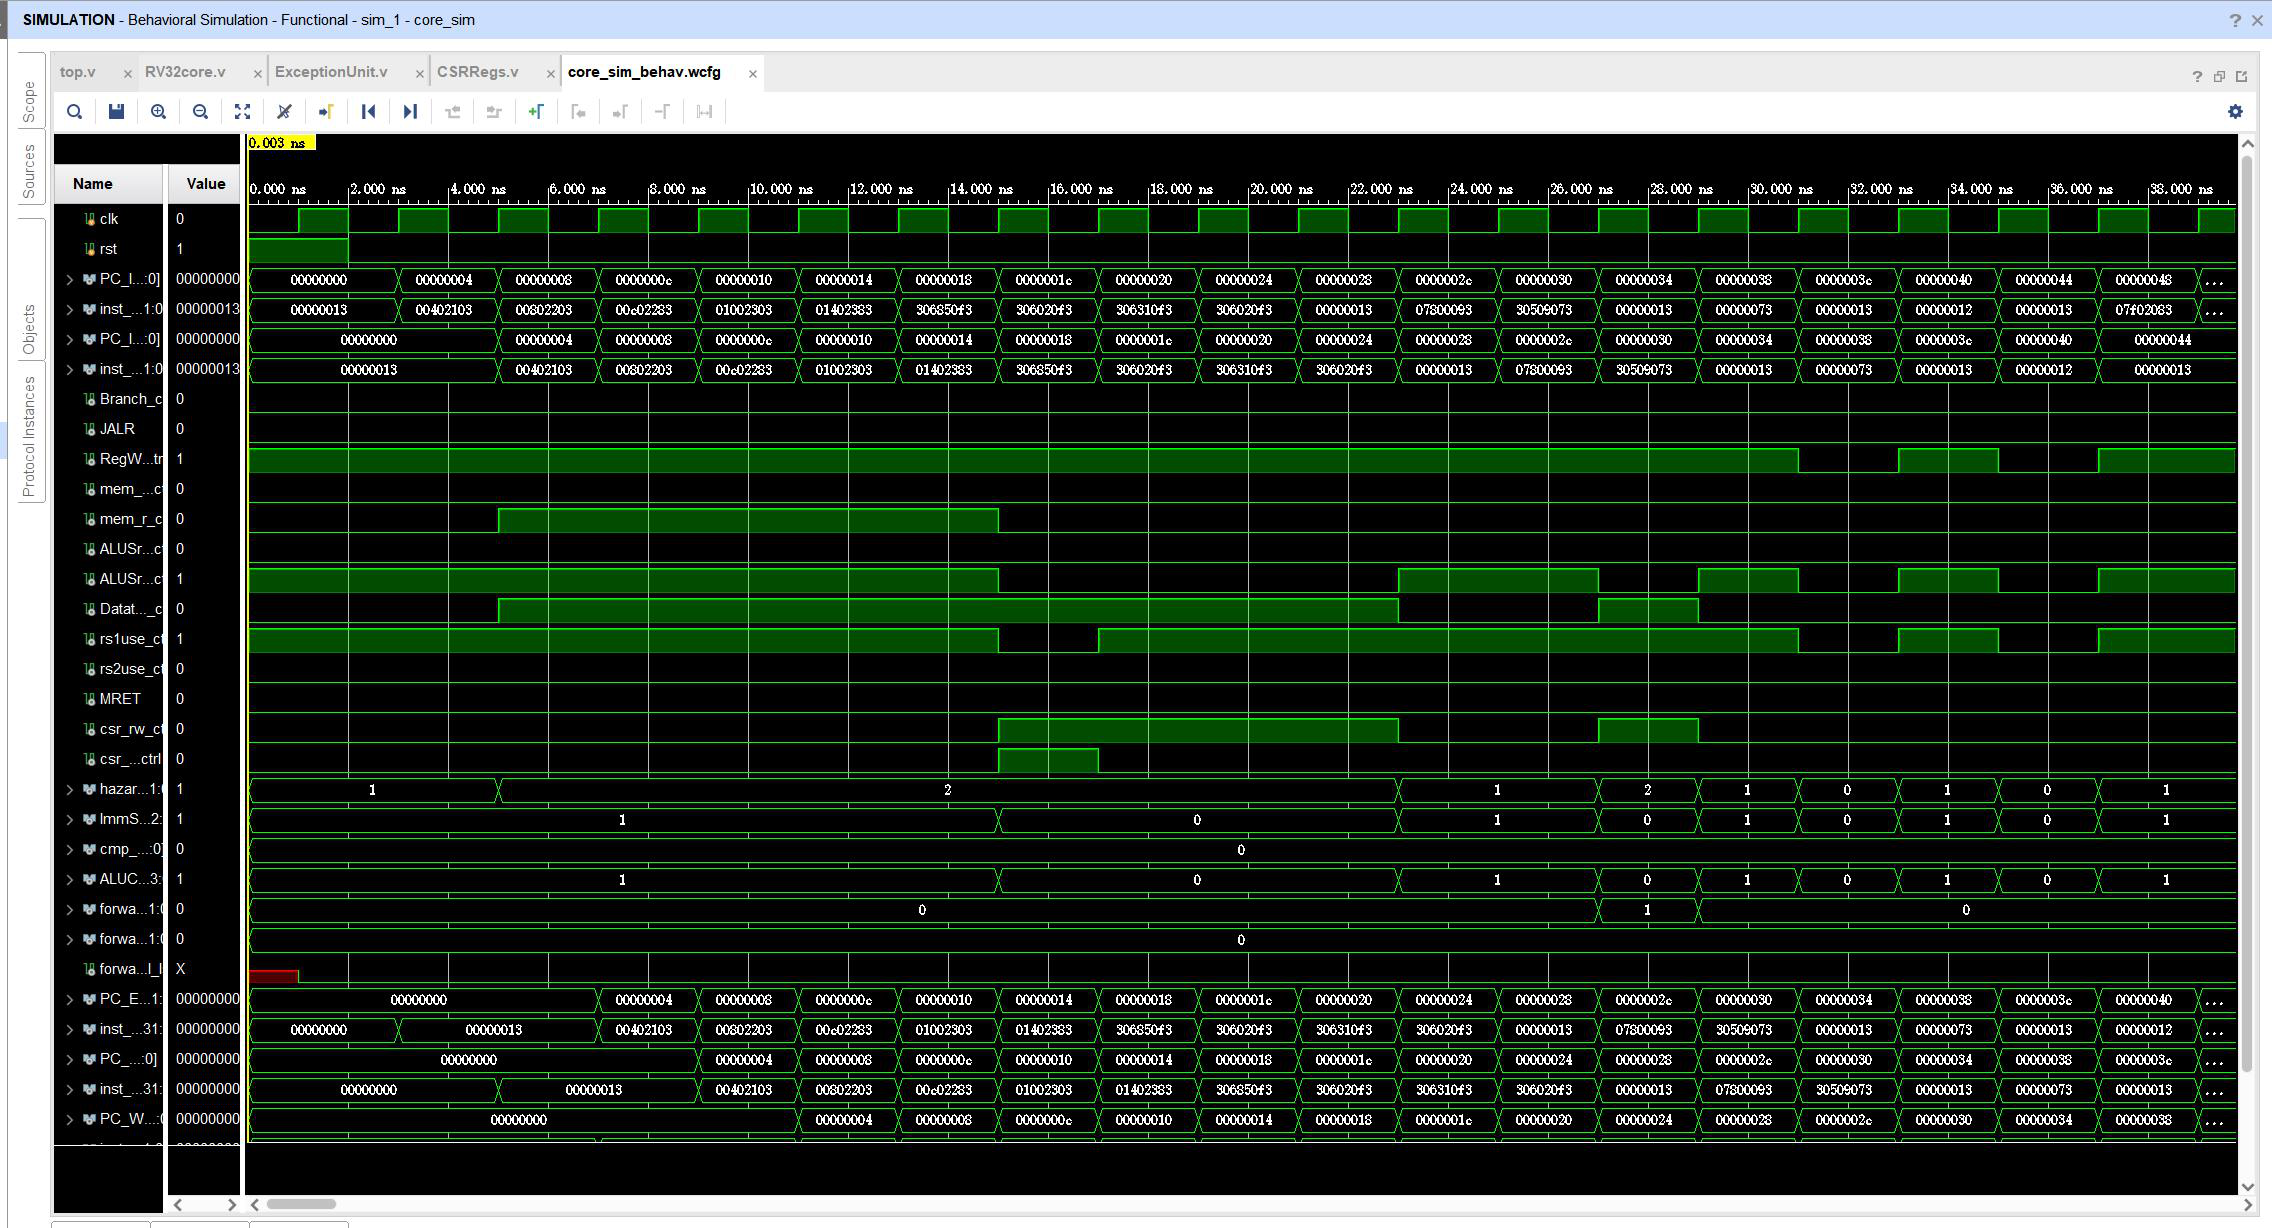 SIMULATION - Behavioral Simulation - Functional - sim_1 - core_sim
top.v RV32core.v ExceptionUnit.v CSRRegs.v core_sim_behav.wcfg
Scope
Sources
Objects
Protocol Instances
0.003 ns
Name Value 0.000 ns 2.000 ns 4.000 ns 6.000 ns 8.000 ns 10.000 ns 12.000 ns 14.000 ns 16.000 ns 18.000 ns 20.000 ns 22.000 ns 24.000 ns 26.000 ns 28.000 ns 30.000 ns 32.000 ns 34.000 ns 36.000 ns 38.000 ns
clk 0
rst 1
PC_I...:0] 00000000 00000000 00000004 00000008 0000000c 00000010 00000014 00000018 0000001c 00000020 00000024 00000028 0000002c 00000030 00000034 00000038 0000003c 00000040 00000044 00000048 ...
inst_...1:0 00000013 00000013 00402103 00802203 00c02283 01002303 01402383 306850f3 306020f3 306310f3 306020f3 00000013 07800093 30509073 00000013 00000073 00000013 00000012 00000013 07f02083 ...
PC_I...:0] 00000000 00000000 00000004 00000008 0000000c 00000010 00000014 00000018 0000001c 00000020 00000024 00000028 0000002c 00000030 00000034 00000038 0000003c 00000040 00000044
inst_...1:0 00000013 00000013 00402103 00802203 00c02283 01002303 01402383 306850f3 306020f3 306310f3 306020f3 00000013 07800093 30509073 00000013 00000073 00000013 00000012 00000013
Branch_c 0
JALR 0
RegW...tr 1
mem_...c 0
mem_r_c 0
ALUSr...c 0
ALUSr...c 1
Datat..._c 0
rs1use_ct 1
rs2use_ct 0
MRET 0
csr_rw_ct 0
csr_...ctrl 0
hazar...1:0 1 1 2 1 2 1 0 1 0 1
ImmS...2: 1 1 0 1 0 1 0 1 0 1
cmp_...:0] 0 0
ALUC...3: 1 1 0 1 0 1 0 1 0 1
forwa...1:0 0 0 1 0
forwa...1:0 0 0
forwa...l_l X
PC_E...1: 00000000 00000000 00000004 00000008 0000000c 00000010 00000014 00000018 0000001c 00000020 00000024 00000028 0000002c 00000030 00000034 00000038 0000003c 00000040 ...
inst_...31: 00000000 00000000 00000013 00402103 00802203 00c02283 01002303 01402383 306850f3 306020f3 306310f3 306020f3 00000013 07800093 30509073 00000013 00000073 00000013 00000012 ...
PC_...:0] 00000000 00000000 00000004 00000008 0000000c 00000010 00000014 00000018 0000001c 00000020 00000024 00000028 0000002c 00000030 00000034 00000038 0000003c ...
inst_...31: 00000000 00000000 00000013 00402103 00802203 00c02283 01002303 01402383 306850f3 306020f3 306310f3 306020f3 00000013 07800093 30509073 00000013 00000073 00000013 ...
PC_W...:( 00000000 00000000 00000004 00000008 0000000c 00000010 00000014 00000018 0000001c 00000020 00000024 00000028 0000002c 00000030 00000034 00000038 ...